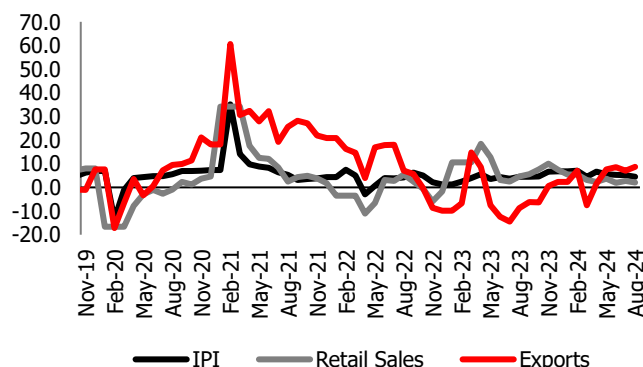 70.0
60.0
50.0
40.0
30.0
20.0
10.0
0.0
-10.0
-20.0
Nov-19
Feb-20
May-20
Aug-20
Nov-20
Feb-21
May-21
Aug-21
Nov-21
Feb-22
May-22
Aug-22
Nov-22
Feb-23
May-23
Aug-23
Nov-23
Feb-24
May-24
Aug-24
IPI Retail Sales Exports